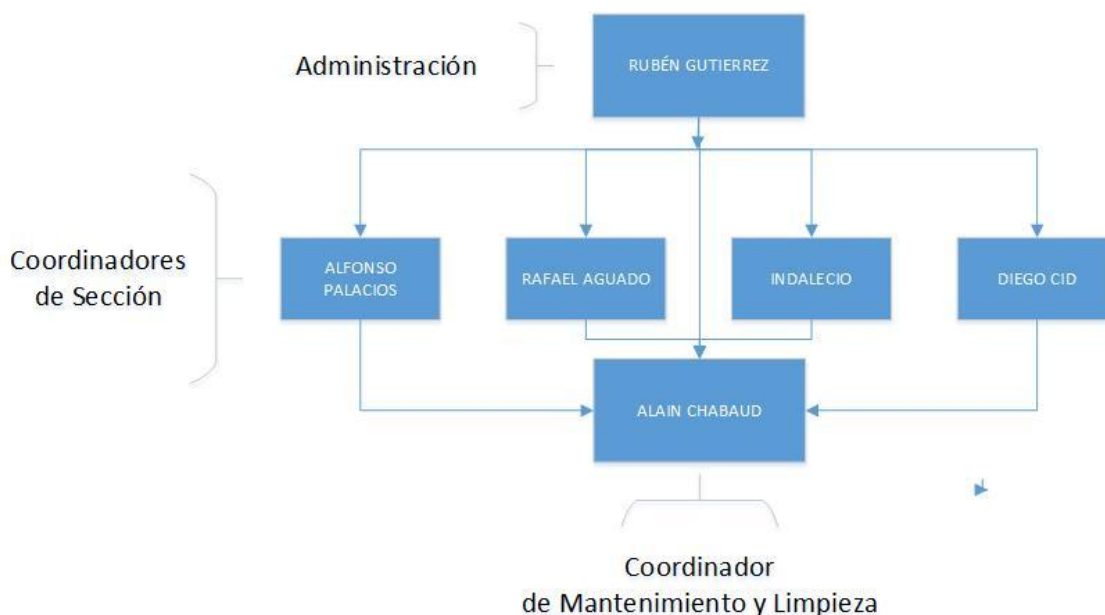 Administración
RUBÉN GUTIERREZ
Coordinadores
de Sección
ALFONSO
PALACIOS
RAFAEL AGUADO
INDALECIO
DIEGO CID
ALAIN CHABAUD
Coordinador
de Mantenimiento y Limpieza